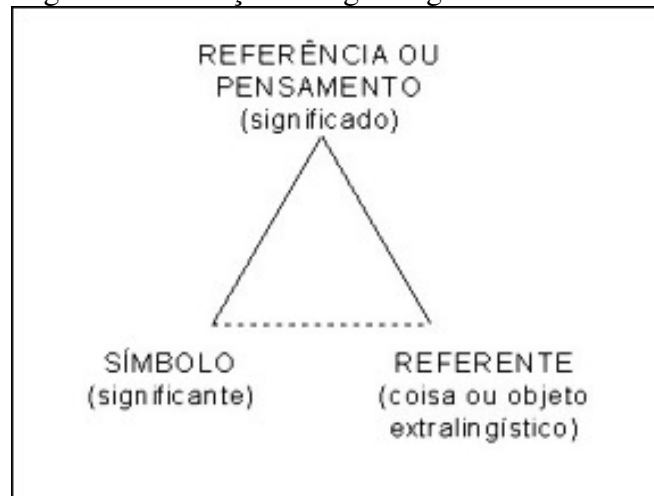 REFERÊNCIA OU
PENSAMENTO
(significado)
SÍMBOLO
(significante)
REFERENTE
(coisa ou objeto
extralingístico)